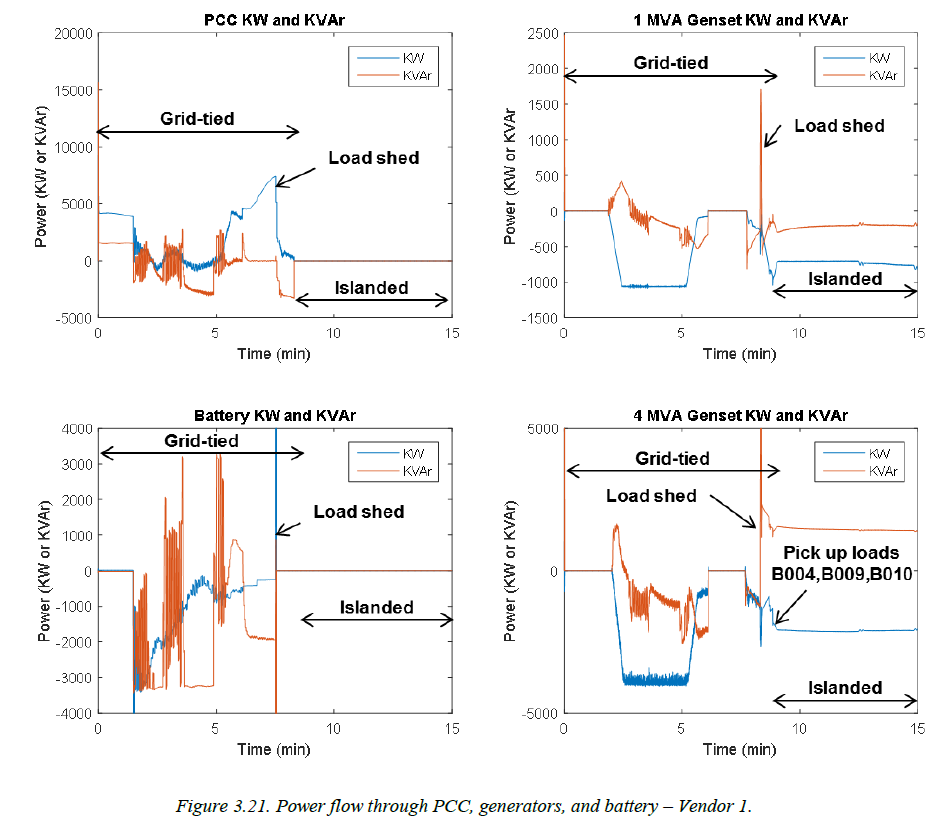 PCC KW and KVAr
20000
15000
10000
5000
0
-5000
Power (KW or KVAr)
KW
KVAr
Grid-tied
Load shed
Islanded
0
5
10
15
Time (min)
1 MVA Genset KW and KVAr
2500
2000
1500
1000
500
0
-500
-1000
-1500
Power (KW or KVAr)
KW
KVAr
Grid-tied
Load shed
Islanded
0
5
10
15
Time (min)
Battery KW and KVAr
4000
3000
2000
1000
0
-1000
-2000
-3000
-4000
Power (KW or KVAr)
Grid-tied
KW
KVAr
Load shed
Islanded
0
5
10
15
Time (min)
4 MVA Genset KW and KVAr
5000
0
-5000
Power (KW or KVAr)
KW
KVAr
Grid-tied
Load shed
Pick up loads
B004,B009,B010
Islanded
0
5
10
15
Time (min)
Figure 3.21. Power flow through PCC, generators, and battery – Vendor 1.